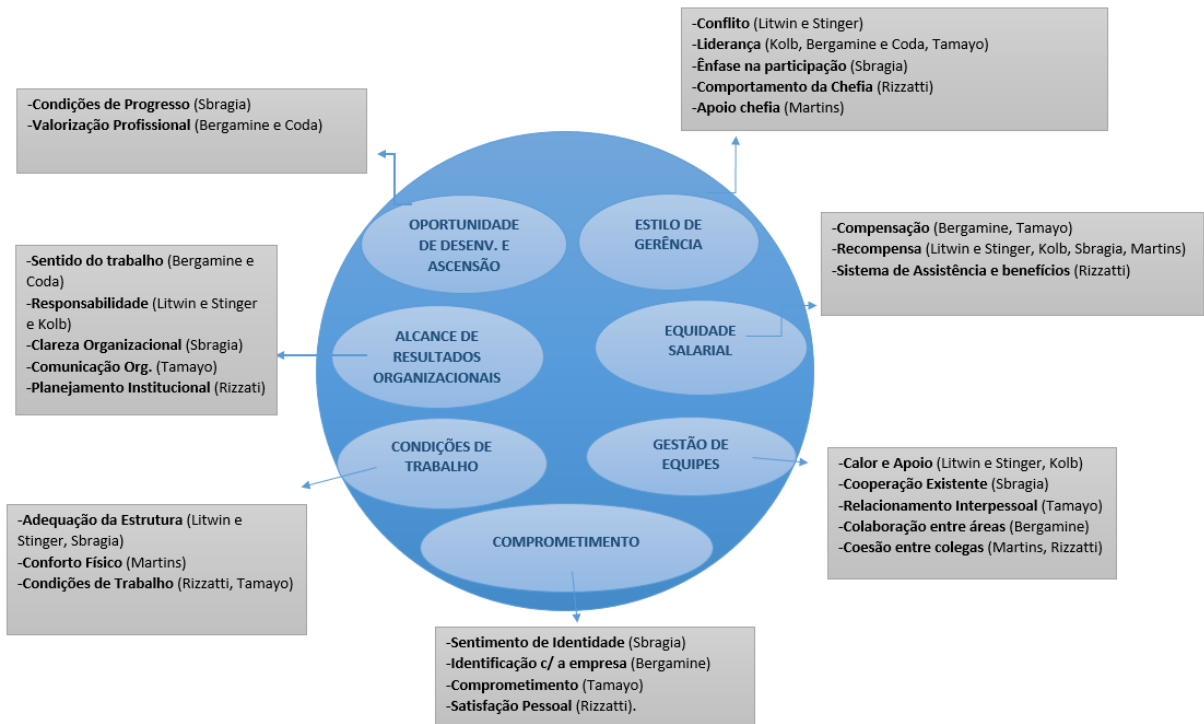 -Conflito (Litwin e Stinger)
-Liderança (Kolb, Bergamine e Coda, Tamayo)
-Ênfase na participação (Sbragia)
-Comportamento da Chefia (Rizzatti)
-Apoio chefia (Martins)
-Condições de Progresso (Sbragia)
-Valorização Profissional (Bergamine e Coda)
OPORTUNIDADE
DE DESENV. E
ASCENSÃO
ESTILO DE
GERÊNCIA
-Compensação (Bergamine, Tamayo)
-Recompensa (Litwin e Stinger, Kolb, Sbragia, Martins)
-Sistema de Assistência e benefícios (Rizzatti)
-Sentido do trabalho (Bergamine e
Coda)
-Responsabilidade (Litwin e Stinger
e Kolb)
-Clareza Organizacional (Sbragia)
-Comunicação Org. (Tamayo)
-Planejamento Institucional (Rizzati)
ALCANCE DE
RESULTADOS
ORGANIZACIONAIS
EQUIDADE
SALARIAL
CONDIÇÕES DE
TRABALHO
GESTÃO DE
EQUIPES
-Calor e Apoio (Litwin e Stinger, Kolb)
-Cooperação Existente (Sbragia)
-Relacionamento Interpessoal (Tamayo)
-Colaboração entre áreas (Bergamine)
-Coesão entre colegas (Martins, Rizzatti)
-Adequação da Estrutura (Litwin e
Stinger, Sbragia)
-Conforto Físico (Martins)
-Condições de Trabalho (Rizzatti, Tamayo)
COMPROMETIMENTO
-Sentimento de Identidade (Sbragia)
-Identificação c/ a empresa (Bergamine)
-Comprometimento (Tamayo)
-Satisfação Pessoal (Rizzatti).